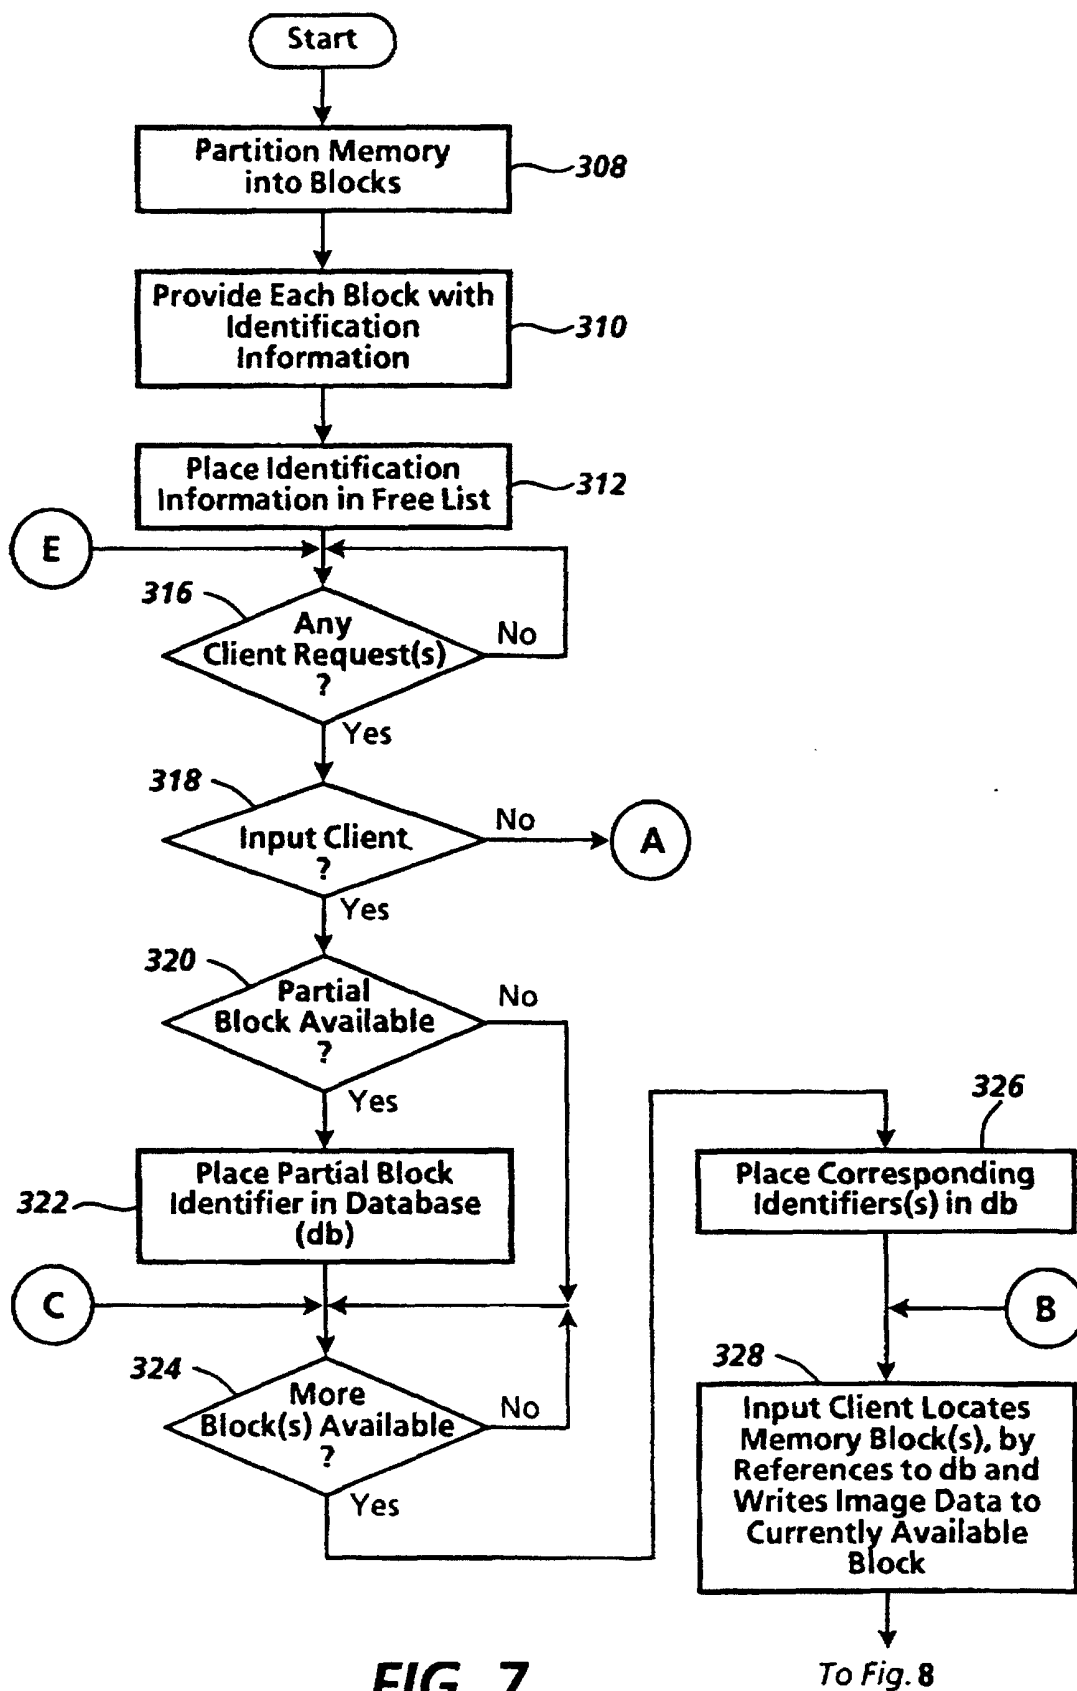 Start
Partition Memory
into Blocks
308
Provide Each Block with
Identification
Information
310
Place Identification
Information in Free List
312
E
316
Any
Client Request(s)
?
No
Yes
318
Input Client
?
No
A
Yes
320
Partial
Block Available
?
No
Yes
322
Place Partial Block
Identifier in Database
(db)
C
324
More
Block(s) Available
?
No
Yes
326
Place Corresponding
Identifiers(s) in db
B
328
Input Client Locates
Memory Block(s), by
References to db and
Writes Image Data to
Currently Available
Block
To Fig. 8
FIG. 7